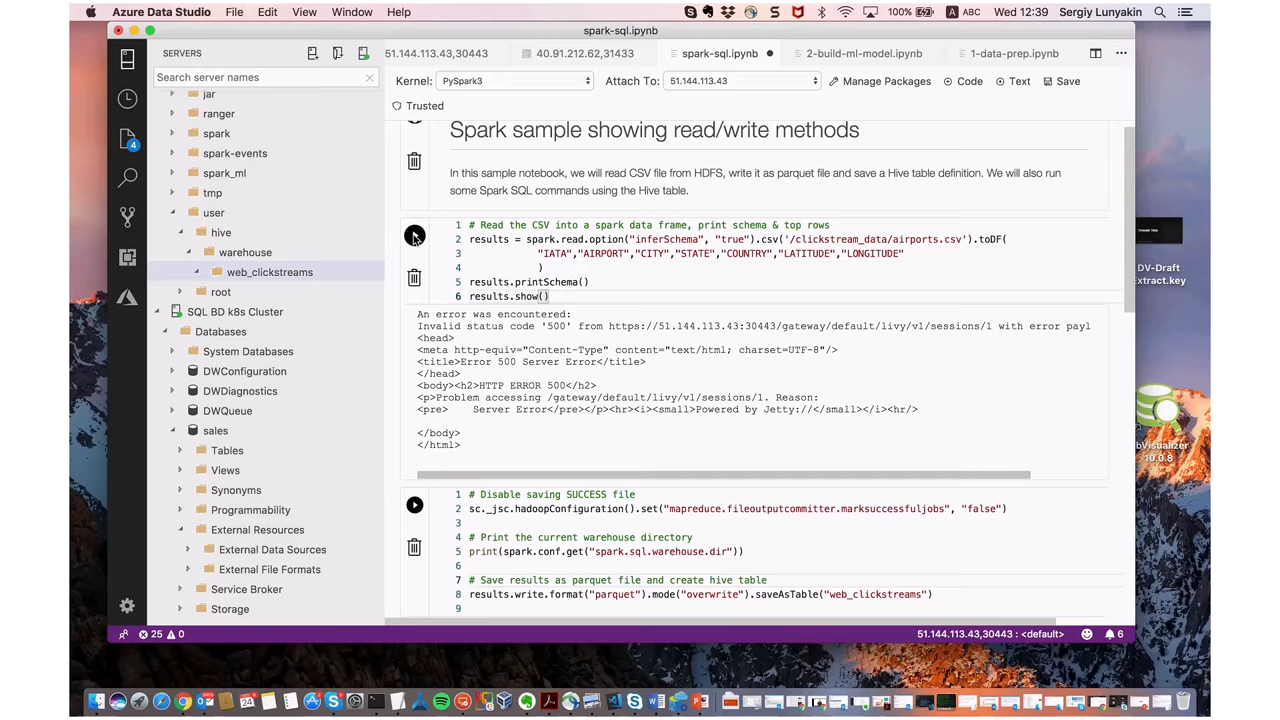 Azure Data Studio File Edit View Window Help
100% ABC Wed 12:39 Sergiy Lunyakin
spark-sql.ipynb
SERVERS
51.144.113.43,30444
40.91.212.62,31433
spark-sql.ipynb
2-build-ml-model.ipynb
1-data-prep.ipynb
Search server names
Kernel: PySpark3 Attach To: 51.144.113.43 Manage Packages Code Text Save
Trusted
jar
ranger
spark
spark-events
spark_ml
tmp
user
hive
warehouse
web_clickstreams
root
SQL BD k8s Cluster
Databases
System Databases
DWConfiguration
DWDiagnostics
DWQueue
sales
Tables
Views
Synonyms
Programmability
External Resources
External Data Sources
External File Formats
Service Broker
Storage
4
Spark sample showing read/write methods
In this sample notebook, we will read CSV file from HDFS, write it as parquet file and save a Hive table definition. We will also run
some Spark SQL commands using the Hive table.
1 # Read the CSV into a spark data frame, print schema & top rows
2 results = spark.read.option("inferSchema", "true").csv('/clickstream_data/airports.csv').toDF(
3 "IATA","AIRPORT","CITY","STATE","COUNTRY","LATITUDE","LONGITUDE"
4 )
5 results.printSchema()
6 results.show()
An error was encountered:
Invalid status code '500' from https://51.144.113.43:30443/gateway/default/livy/v1/sessions/1 with error payl
<head>
<meta http-equiv="Content-Type" content="text/html; charset=UTF-8"/>
<title>Error 500 Server Error</title>
</head>
<body><h2>HTTP ERROR 500</h2>
<p>Problem accessing /gateway/default/livy/v1/sessions/1. Reason:
<pre> Server Error</pre></p><hr><i><small>Powered by Jetty://</small></i><hr/>
</body>
</html>
1 # Disable saving SUCCESS file
2 sc._jsc.hadoopConfiguration().set("mapreduce.fileoutputcommitter.marksuccessfuljobs", "false")
3
4 # Print the current warehouse directory
5 print(spark.conf.get("spark.sql.warehouse.dir"))
6
7 # Save results as parquet file and create hive table
8 results.write.format("parquet").mode("overwrite").saveAsTable("web_clickstreams")
9
25 0
51.144.113.43,30443 : <default> 6
THANK YOU
DV-Draft
Extract.key
bVisualizer
10.0.8